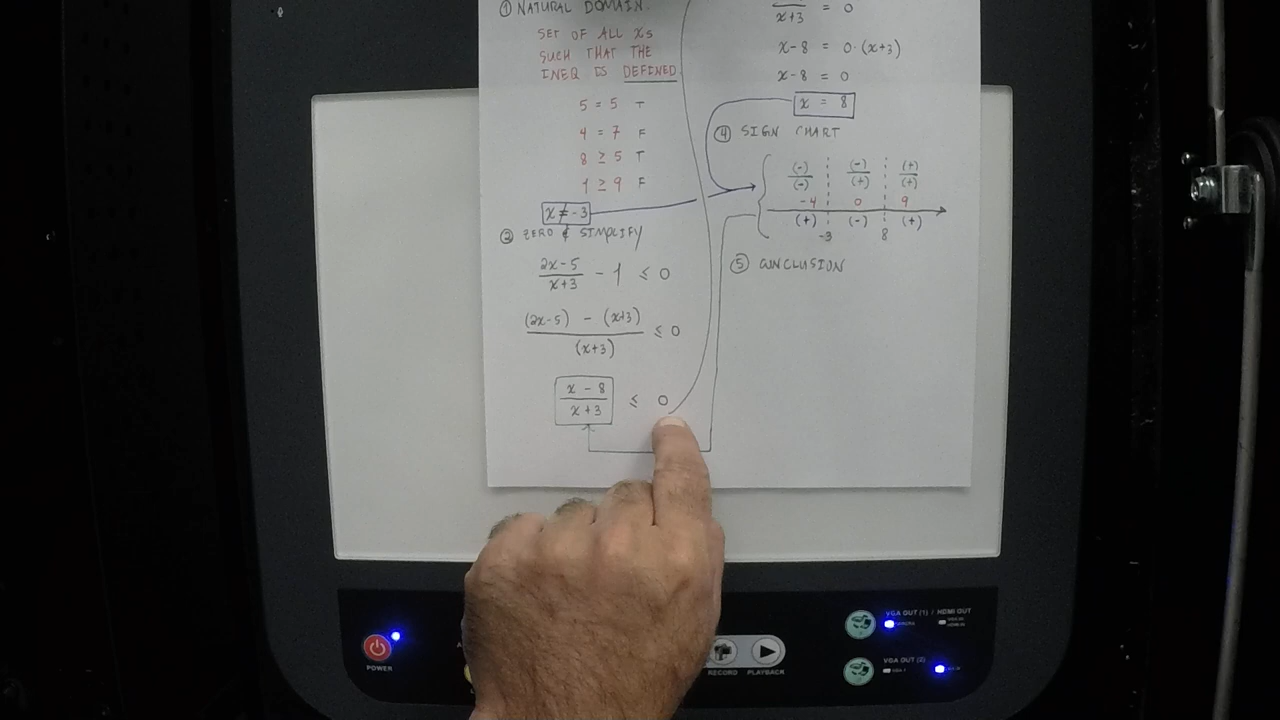 ① NATURAL DOMAIN.
SET OF ALL Xs
SUCH THAT THE
INEQ IS DEFINED
5 = 5 T
4 = 7 F
8 ≥ 5 T
1 ≥ 9 F
x ≠ -3
② ZERO & SIMPLIFY
2x-5 / x+3 - 1 ≤ 0
(2x-5) - (x+3) / (x+3) ≤ 0
x - 8 / x + 3 ≤ 0
x+3 = 0
x-8 = 0·(x+3)
x-8 = 0
x = 8
④ SIGN CHART
(-)/(-) (-)/(+) (+)/(+)
-4 0 9
(+) (-) (+)
-3 8
⑤ CONCLUSION
POWER
RECORD PLAYBACK
VGA OUT (1) / HDMI OUT
VGA OUT (2)